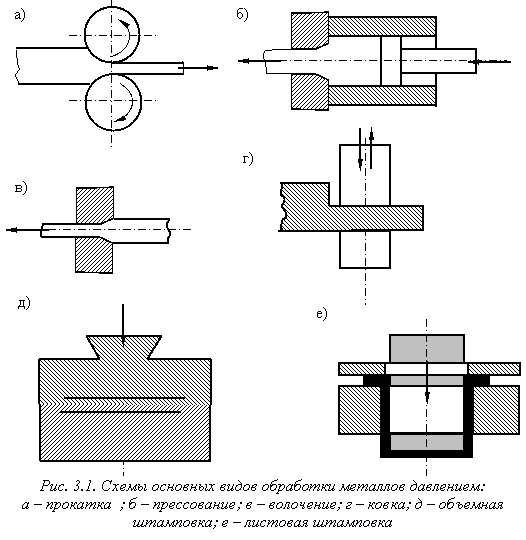 а)
б)
в)
г)
д)
е)
Рис. 3.1. Схемы основных видов обработки металлов давлением:
а – прокатка ; б – прессование; в – волочение; г – ковка; д – объемная
штамповка; е – листовая штамповка